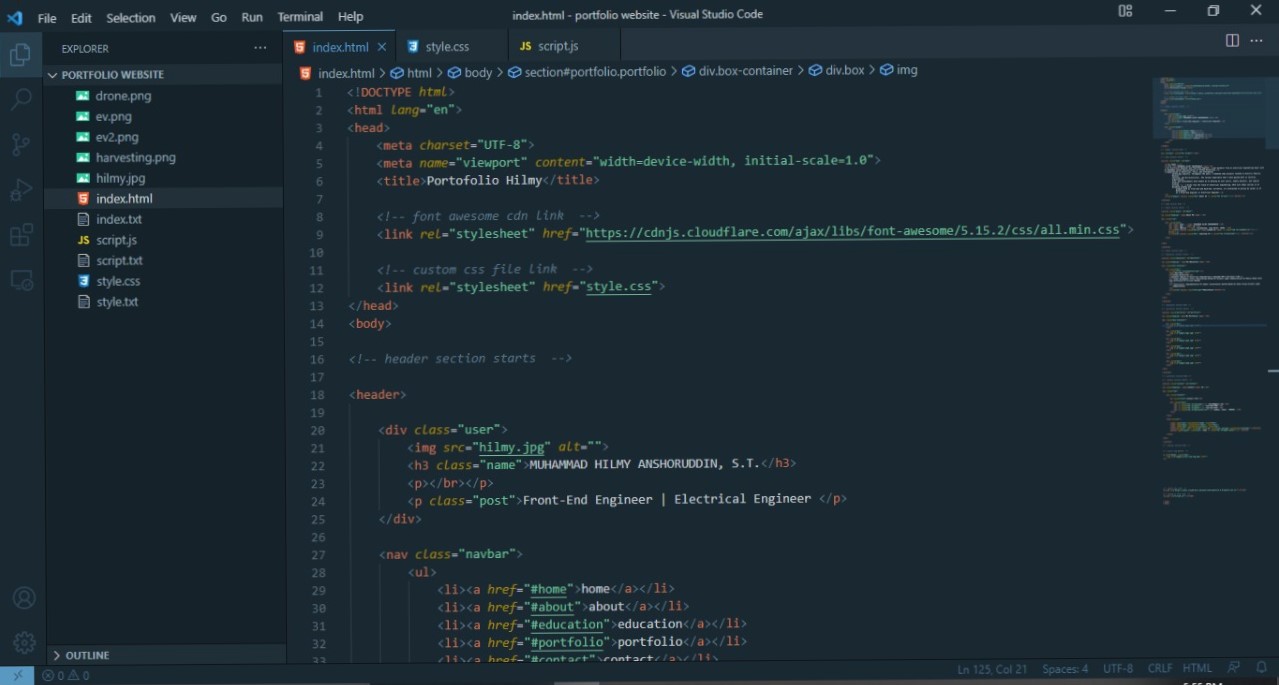 File Edit Selection View Go Run Terminal Help
index.html - portfolio website - Visual Studio Code
EXPLORER
PORTFOLIO WEBSITE
drone.png
ev.png
ev2.png
harvesting.png
hilmy.jpg
index.html
index.txt
script.js
script.txt
style.css
style.txt
OUTLINE
index.html style.css JS script.js
index.html > html > body > section#portfolio.portfolio > div.box-container > div.box > img
1 <!DOCTYPE html>
2 <html lang="en">
3 <head>
4 <meta charset="UTF-8">
5 <meta name="viewport" content="width=device-width, initial-scale=1.0">
6 <title>Portofolio Hilmy</title>
7
8 <!-- font awesome cdn link -->
9 <link rel="stylesheet" href="https://cdnjs.cloudflare.com/ajax/libs/font-awesome/5.15.2/css/all.min.css">
10
11 <!-- custom css file link -->
12 <link rel="stylesheet" href="style.css">
13 </head>
14 <body>
15
16 <!-- header section starts -->
17
18 <header>
19
20 <div class="user">
21 <img src="hilmy.jpg" alt="">
22 <h3 class="name">MUHAMMAD HILMY ANSHORUDDIN, S.T.</h3>
23 <p></br></p>
24 <p class="post">Front-End Engineer | Electrical Engineer </p>
25 </div>
26
27 <nav class="navbar">
28 <ul>
29 <li><a href="#home">home</a></li>
30 <li><a href="#about">about</a></li>
31 <li><a href="#education">education</a></li>
32 <li><a href="#portfolio">portfolio</a></li>
33 <li><a href="#contact">contact</a></li>
0 0
Ln 125, Col 21 Spaces: 4 UTF-8 CRLF HTML